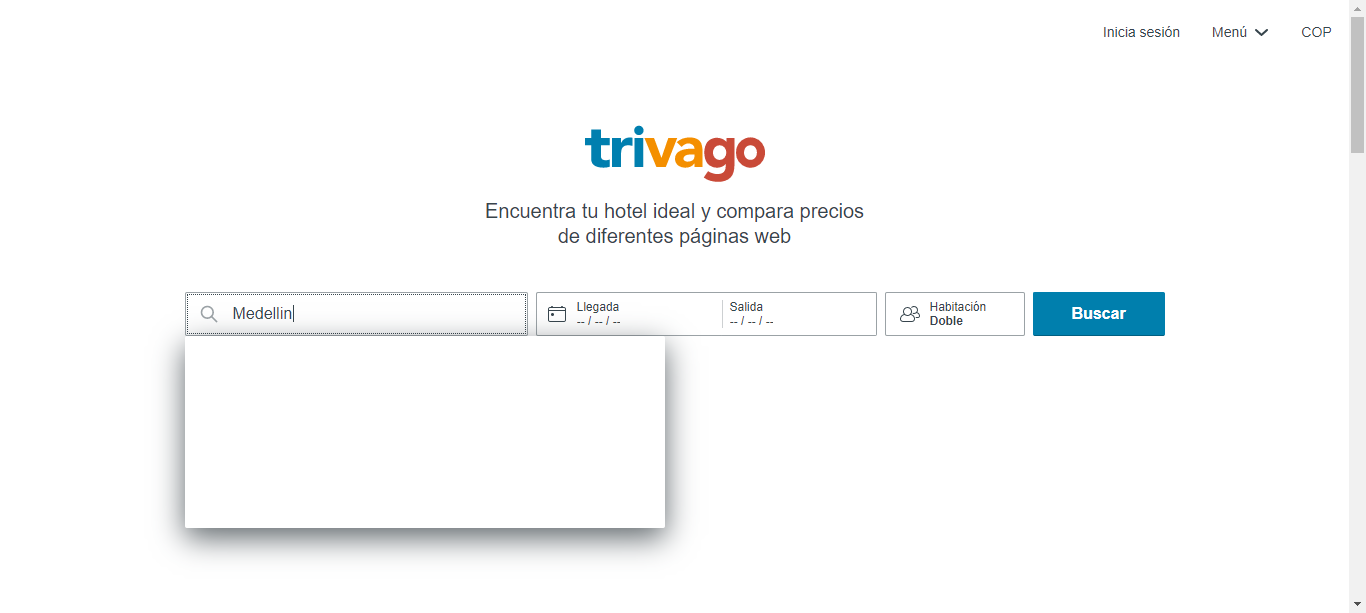 Inicia sesión Menú COP
trivago
Encuentra tu hotel ideal y compara precios
de diferentes páginas web
Medellin
Llegada
-- / -- / --
Salida
-- / -- / --
Habitación
Doble
Buscar